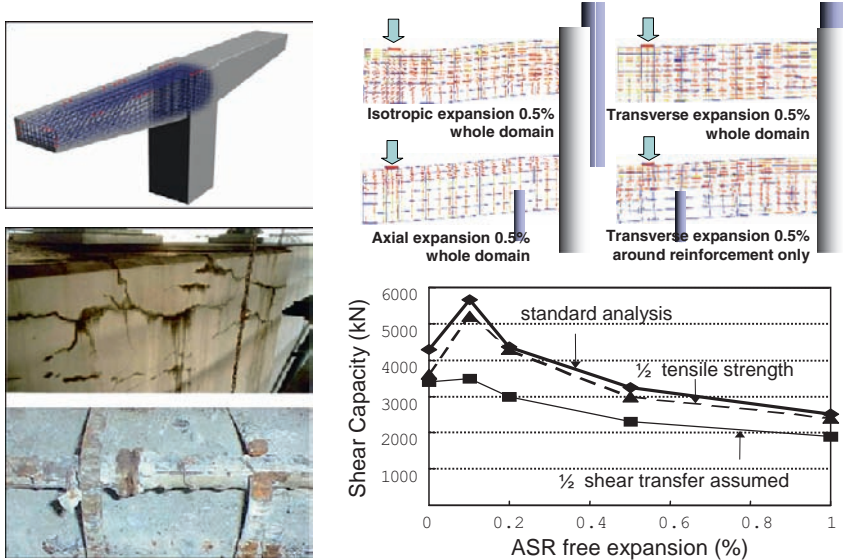 Isotropic expansion 0.5%
whole domain
Transverse expansion 0.5%
whole domain
Axial expansion 0.5%
whole domain
Transverse expansion 0.5%
around reinforcement only
Shear Capacity (kN)
6000
5000
4000
3000
2000
1000
standard analysis
½ tensile strength
½ shear transfer assumed
0 0.2 0.4 0.6 0.8 1
ASR free expansion (%)